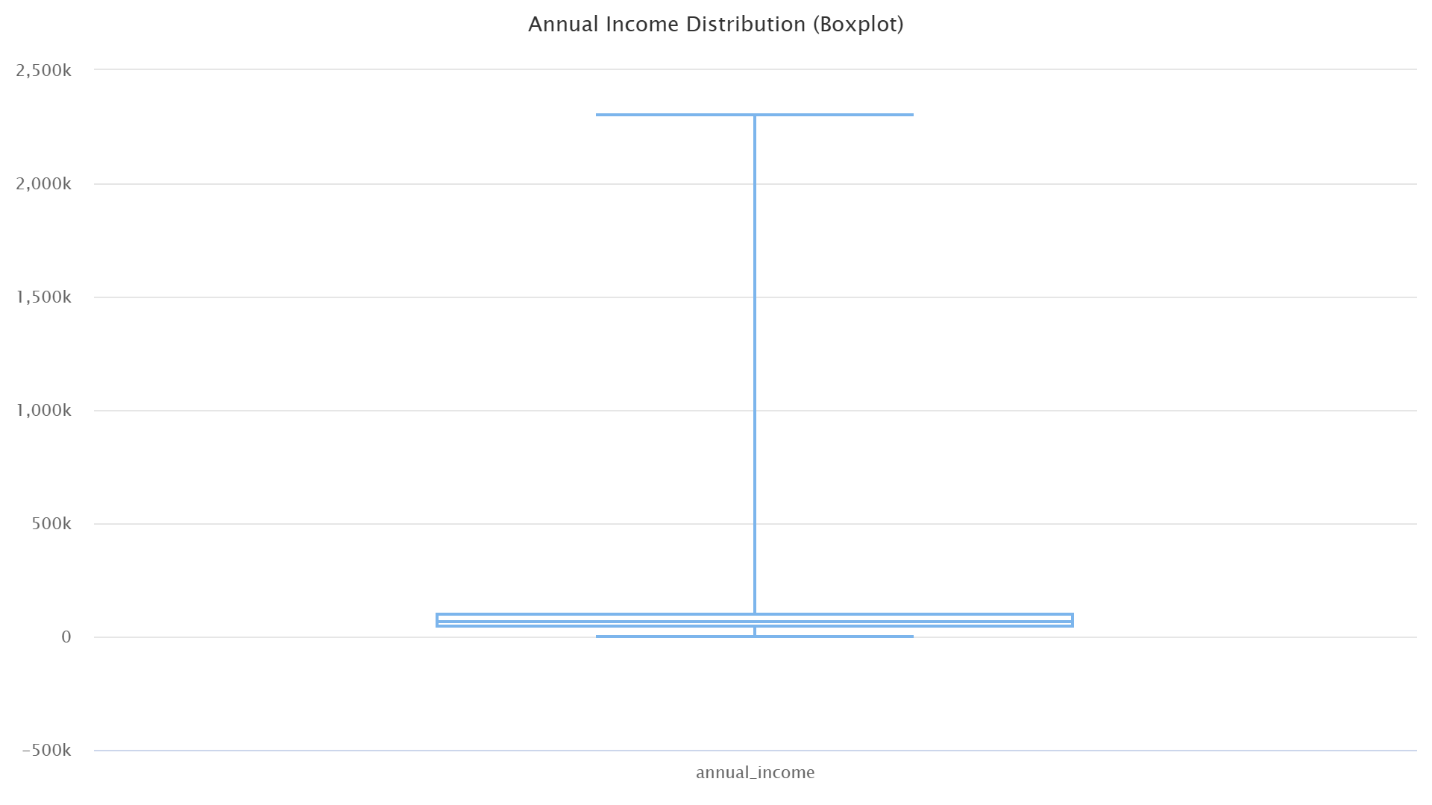 Annual Income Distribution (Boxplot)
2,500k
2,000k
1,500k
1,000k
500k
0
−500k
annual_income